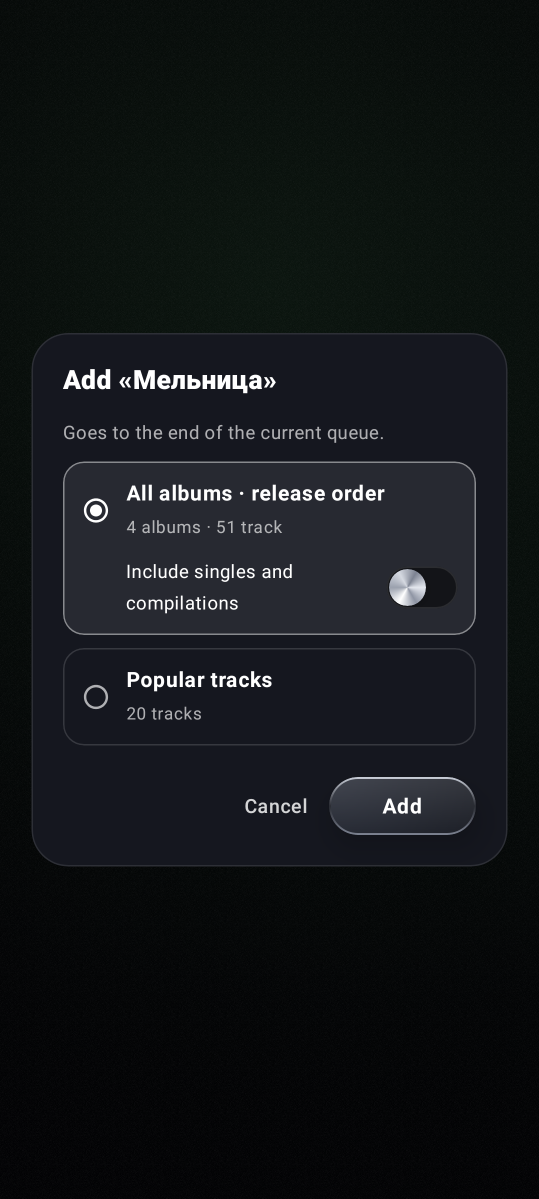 Add «Мельница»
Goes to the end of the current queue.
All albums · release order
4 albums · 51 track
Include singles and
compilations
Popular tracks
20 tracks
Cancel
Add